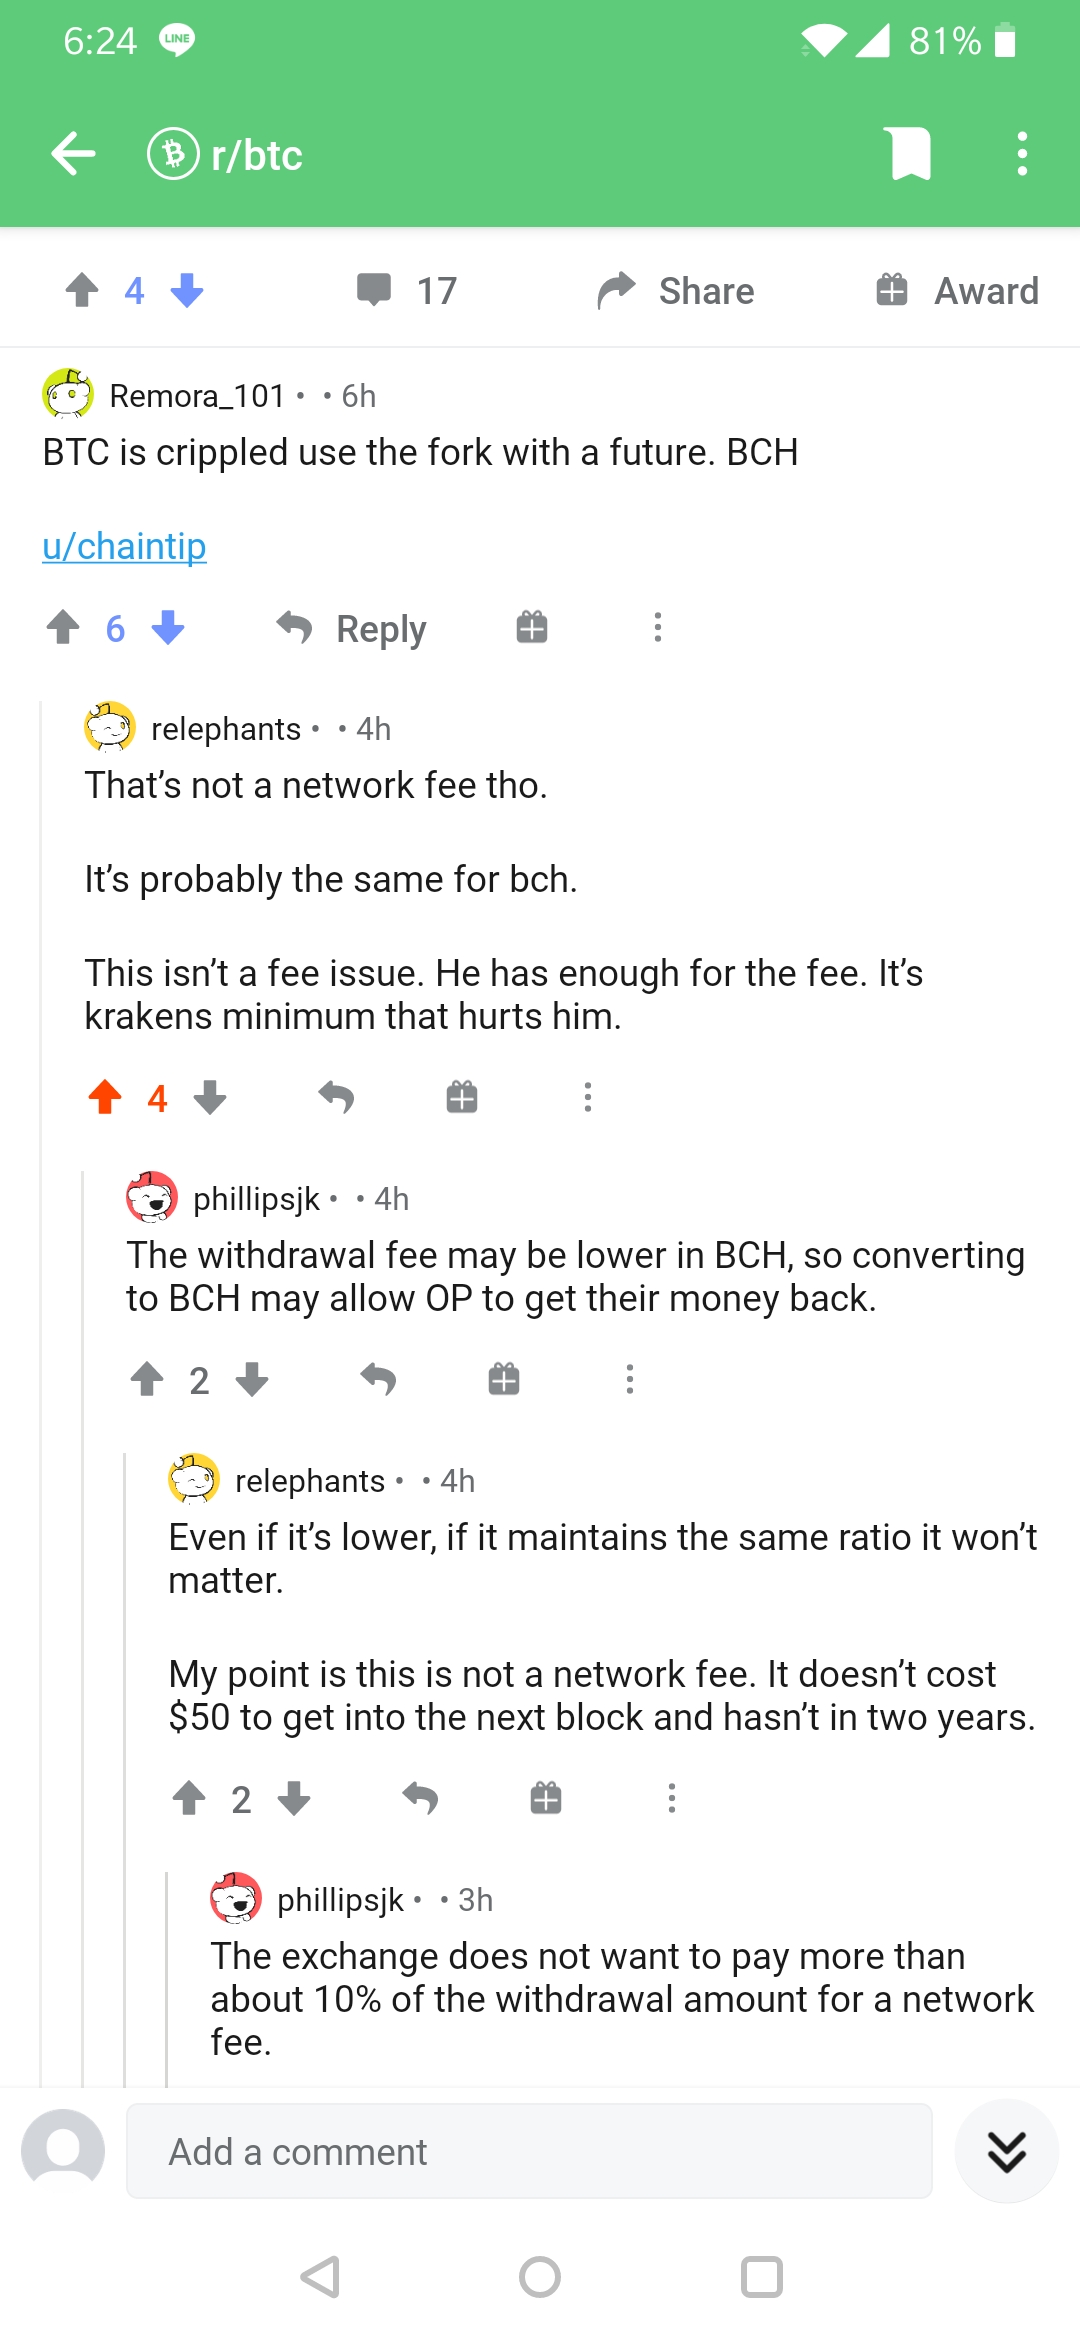 6:24 LINE 81%
r/btc
4 17 Share Award
Remora_101 • • 6h
BTC is crippled use the fork with a future. BCH
u/chaintip
6 Reply
relephants • • 4h
That’s not a network fee tho.
It’s probably the same for bch.
This isn’t a fee issue. He has enough for the fee. It’s
krakens minimum that hurts him.
4
phillipsjk • • 4h
The withdrawal fee may be lower in BCH, so converting
to BCH may allow OP to get their money back.
2
relephants • • 4h
Even if it’s lower, if it maintains the same ratio it won’t
matter.
My point is this is not a network fee. It doesn’t cost
$50 to get into the next block and hasn’t in two years.
2
phillipsjk • • 3h
The exchange does not want to pay more than
about 10% of the withdrawal amount for a network
fee.
Add a comment